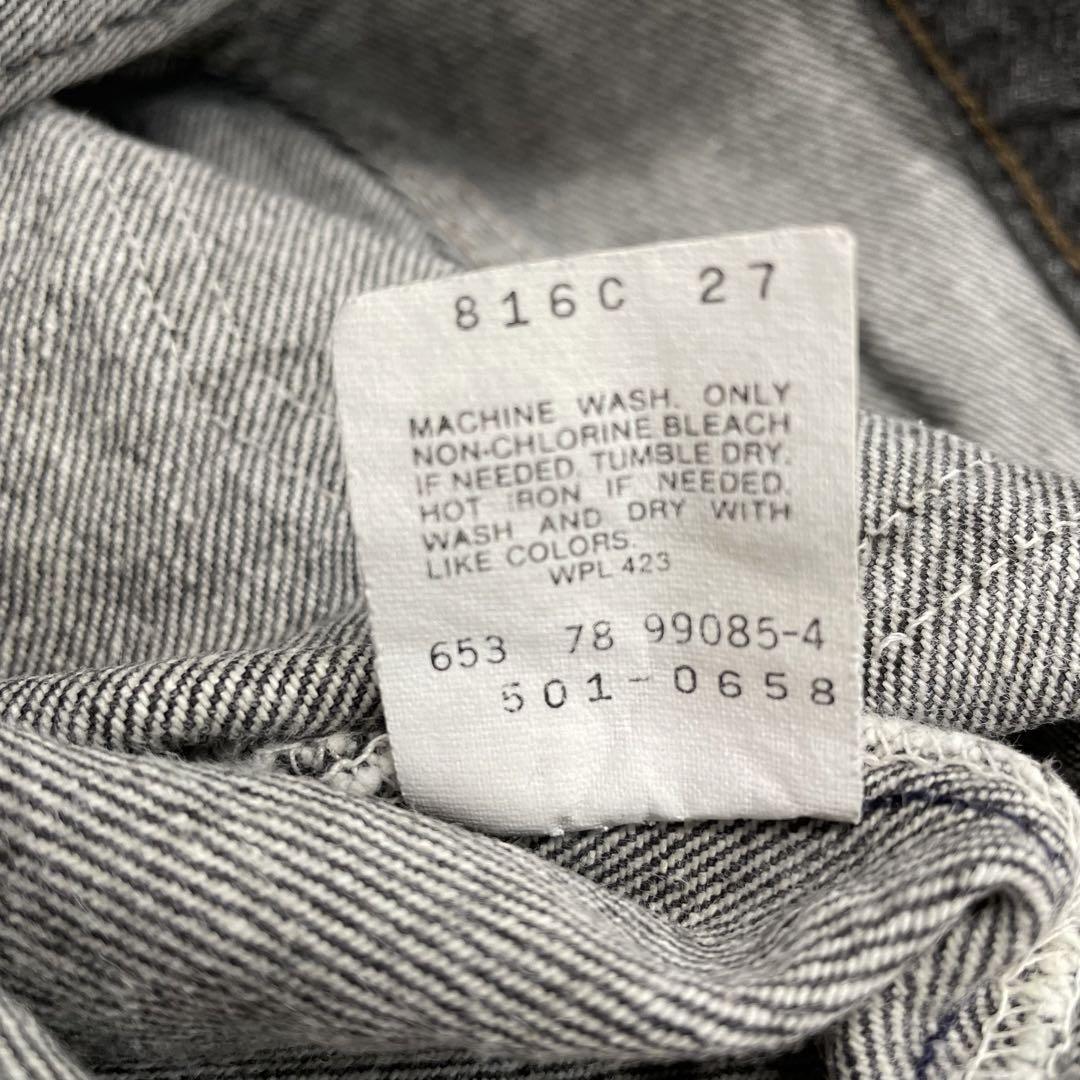 816C 27
MACHINE WASH. ONLY
NON-CHLORINE BLEACH
IF NEEDED. TUMBLE DRY.
HOT IRON IF NEEDED.
WASH AND DRY WITH
LIKE COLORS.
WPL 423
653 78 99085-4
501-0658